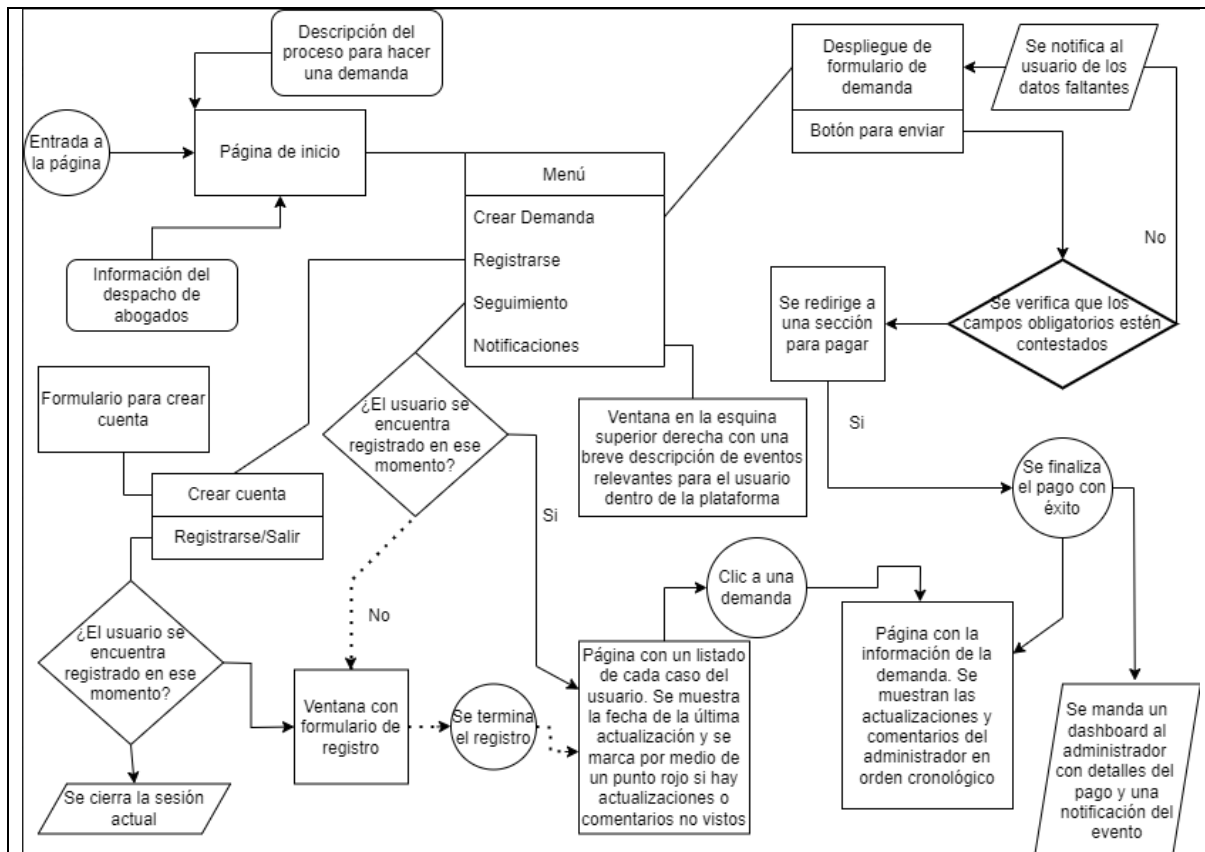 Descripción del
proceso para hacer
una demanda
Entrada a
la página
Página de inicio
Información del
despacho de
abogados
Menú
Crear Demanda
Registrarse
Seguimiento
Notificaciones
Despliegue de
formulario de
demanda
Botón para enviar
Se notifica al
usuario de los
datos faltantes
No
Se verifica que los
campos obligatorios estén
contestados
Se redirige a
una sección
para pagar
Si
Se finaliza
el pago con
éxito
Formulario para crear
cuenta
Crear cuenta
Registrarse/Salir
¿El usuario se
encuentra
registrado en ese
momento?
Ventana en la esquina
superior derecha con una
breve descripción de eventos
relevantes para el usuario
dentro de la plataforma
Si
No
¿El usuario se
encuentra
registrado en ese
momento?
Se cierra la sesión
actual
Ventana con
formulario de
registro
Se termina
el registro
Página con un listado
de cada caso del
usuario. Se muestra
la fecha de la última
actualización y se
marca por medio de
un punto rojo si hay
actualizaciones o
comentarios no vistos
Clic a una
demanda
Página con la
información de la
demanda. Se
muestran las
actualizaciones y
comentarios del
administrador en
orden cronológico
Se manda un
dashboard al
administrador
con detalles del
pago y una
notificación del
evento